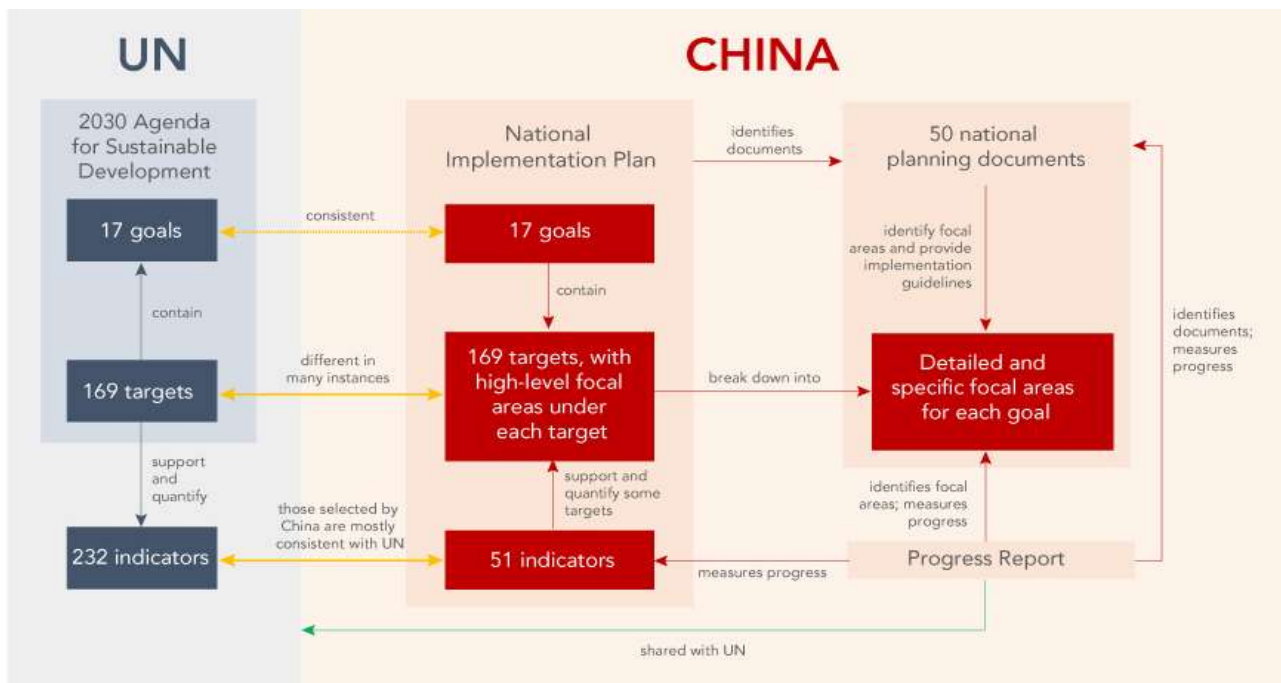 UN
CHINA
2030 Agenda
for Sustainable
Development
17 goals
contain
169 targets
support
and
quantify
232 indicators
consistent
different in
many instances
those selected by
China are mostly
consistent with UN
National
Implementation Plan
17 goals
contain
169 targets, with
high-level focal
areas under
each target
support and
quantify some
targets
51 indicators
identifies
documents
break down into
measures progress
50 national
planning documents
identify focal
areas and provide
implementation
guidelines
Detailed and
specific focal areas
for each goal
identifies focal
areas; measures
progress
Progress Report
identifies
documents;
measures
progress
shared with UN